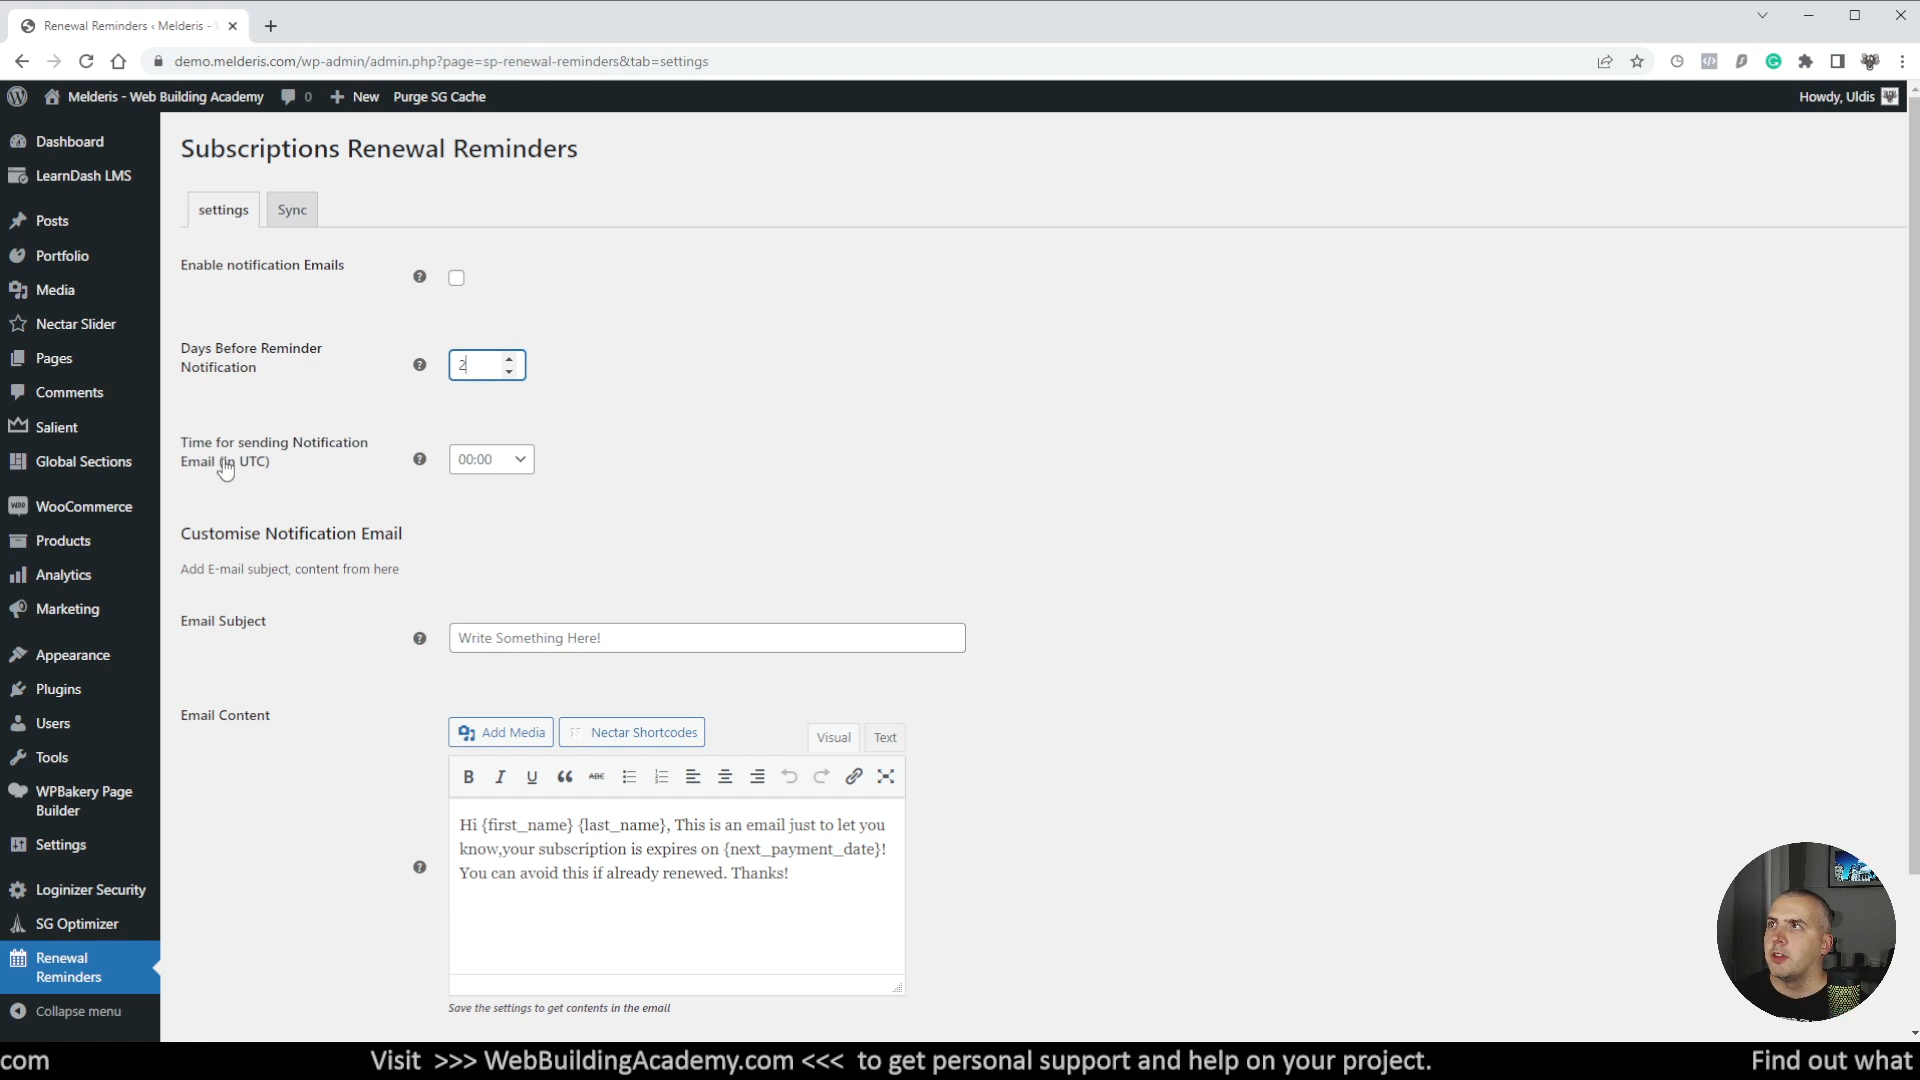 Renewal Reminders ‹ Melderis -
demo.melderis.com/wp-admin/admin.php?page=sp-renewal-reminders&tab=settings
Melderis - Web Building Academy 0 New Purge SG Cache Howdy, Uldis
Dashboard
LearnDash LMS
Posts
Portfolio
Media
Nectar Slider
Pages
Comments
Salient
Global Sections
WooCommerce
Products
Analytics
Marketing
Appearance
Plugins
Users
Tools
WPBakery Page
Builder
Settings
Loginizer Security
SG Optimizer
Renewal
Reminders
Collapse menu
Subscriptions Renewal Reminders
settings Sync
Enable notification Emails
Days Before Reminder
Notification
2
Time for sending Notification
Email (in UTC)
00:00
Customise Notification Email
Add E-mail subject, content from here
Email Subject
Write Something Here!
Email Content
Add Media Nectar Shortcodes Visual Text
B I U ABC
Hi {first_name} {last_name}, This is an email just to let you
know,your subscription is expires on {next_payment_date}!
You can avoid this if already renewed. Thanks!
Save the settings to get contents in the email
com Visit >>> WebBuildingAcademy.com <<< to get personal support and help on your project. Find out what